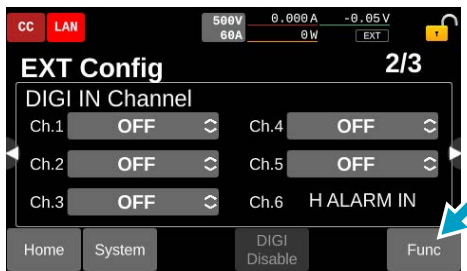 CC LAN 500V 0.000A -0.05V
60A 0W EXT
EXT Config 2/3
DIGI IN Channel
Ch.1 OFF Ch.4 OFF
Ch.2 OFF Ch.5 OFF
Ch.3 OFF Ch.6 H ALARM IN
Home System DIGI Disable Func